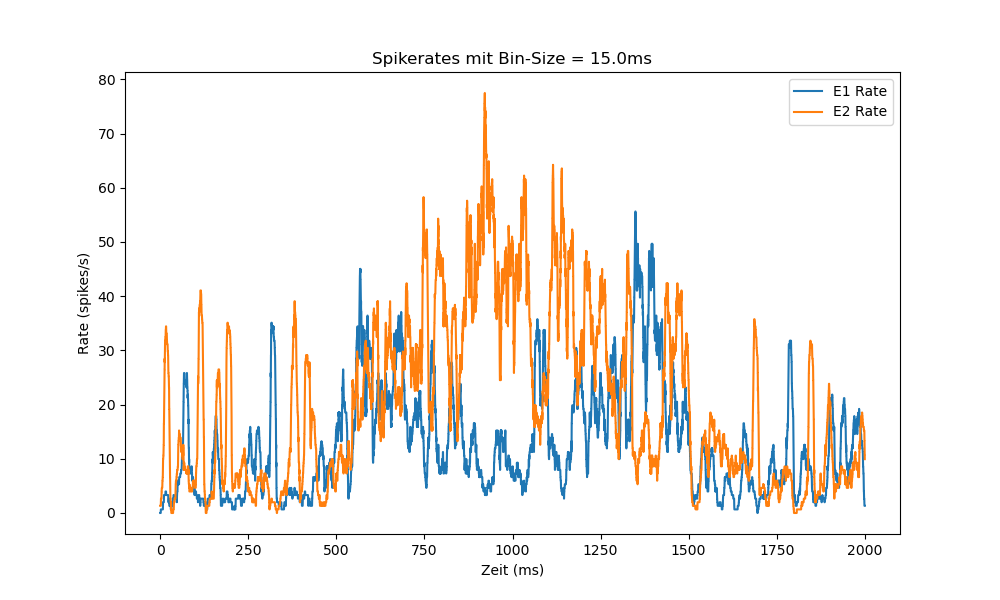 Spikerates mit Bin-Size = 15.0ms
80
70
60
50
40
30
20
10
0
Rate (spikes/s)
E1 Rate
E2 Rate
0 250 500 750 1000 1250 1500 1750 2000
Zeit (ms)